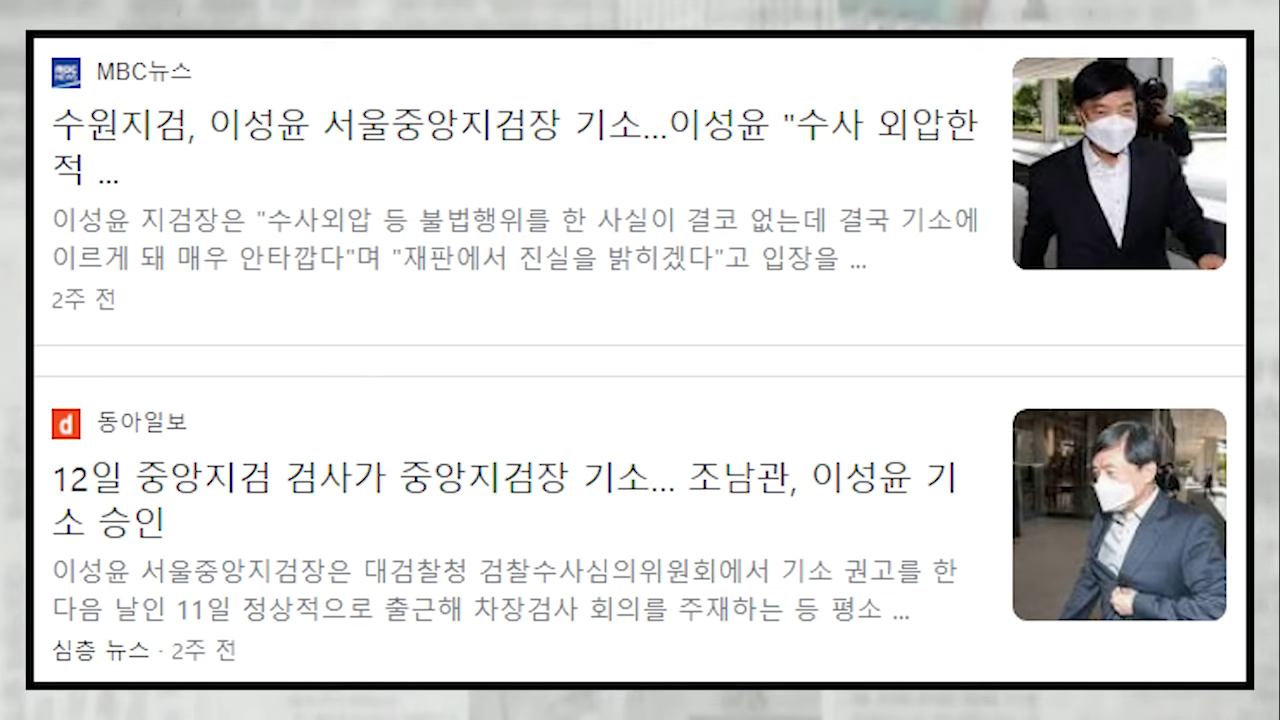 MBC뉴스
수원지검, 이성윤 서울중앙지검장 기소...이성윤 "수사 외압한
적 ...
이성윤 지검장은 "수사외압 등 불법행위를 한 사실이 결코 없는데 결국 기소에
이르게 돼 매우 안타깝다"며 "재판에서 진실을 밝히겠다"고 입장을 ...
2주 전
d 동아일보
12일 중앙지검 검사가 중앙지검장 기소... 조남관, 이성윤 기
소 승인
이성윤 서울중앙지검장은 대검찰청 검찰수사심의위원회에서 기소 권고를 한
다음 날인 11일 정상적으로 출근해 차장검사 회의를 주재하는 등 평소 ...
심층 뉴스 · 2주 전